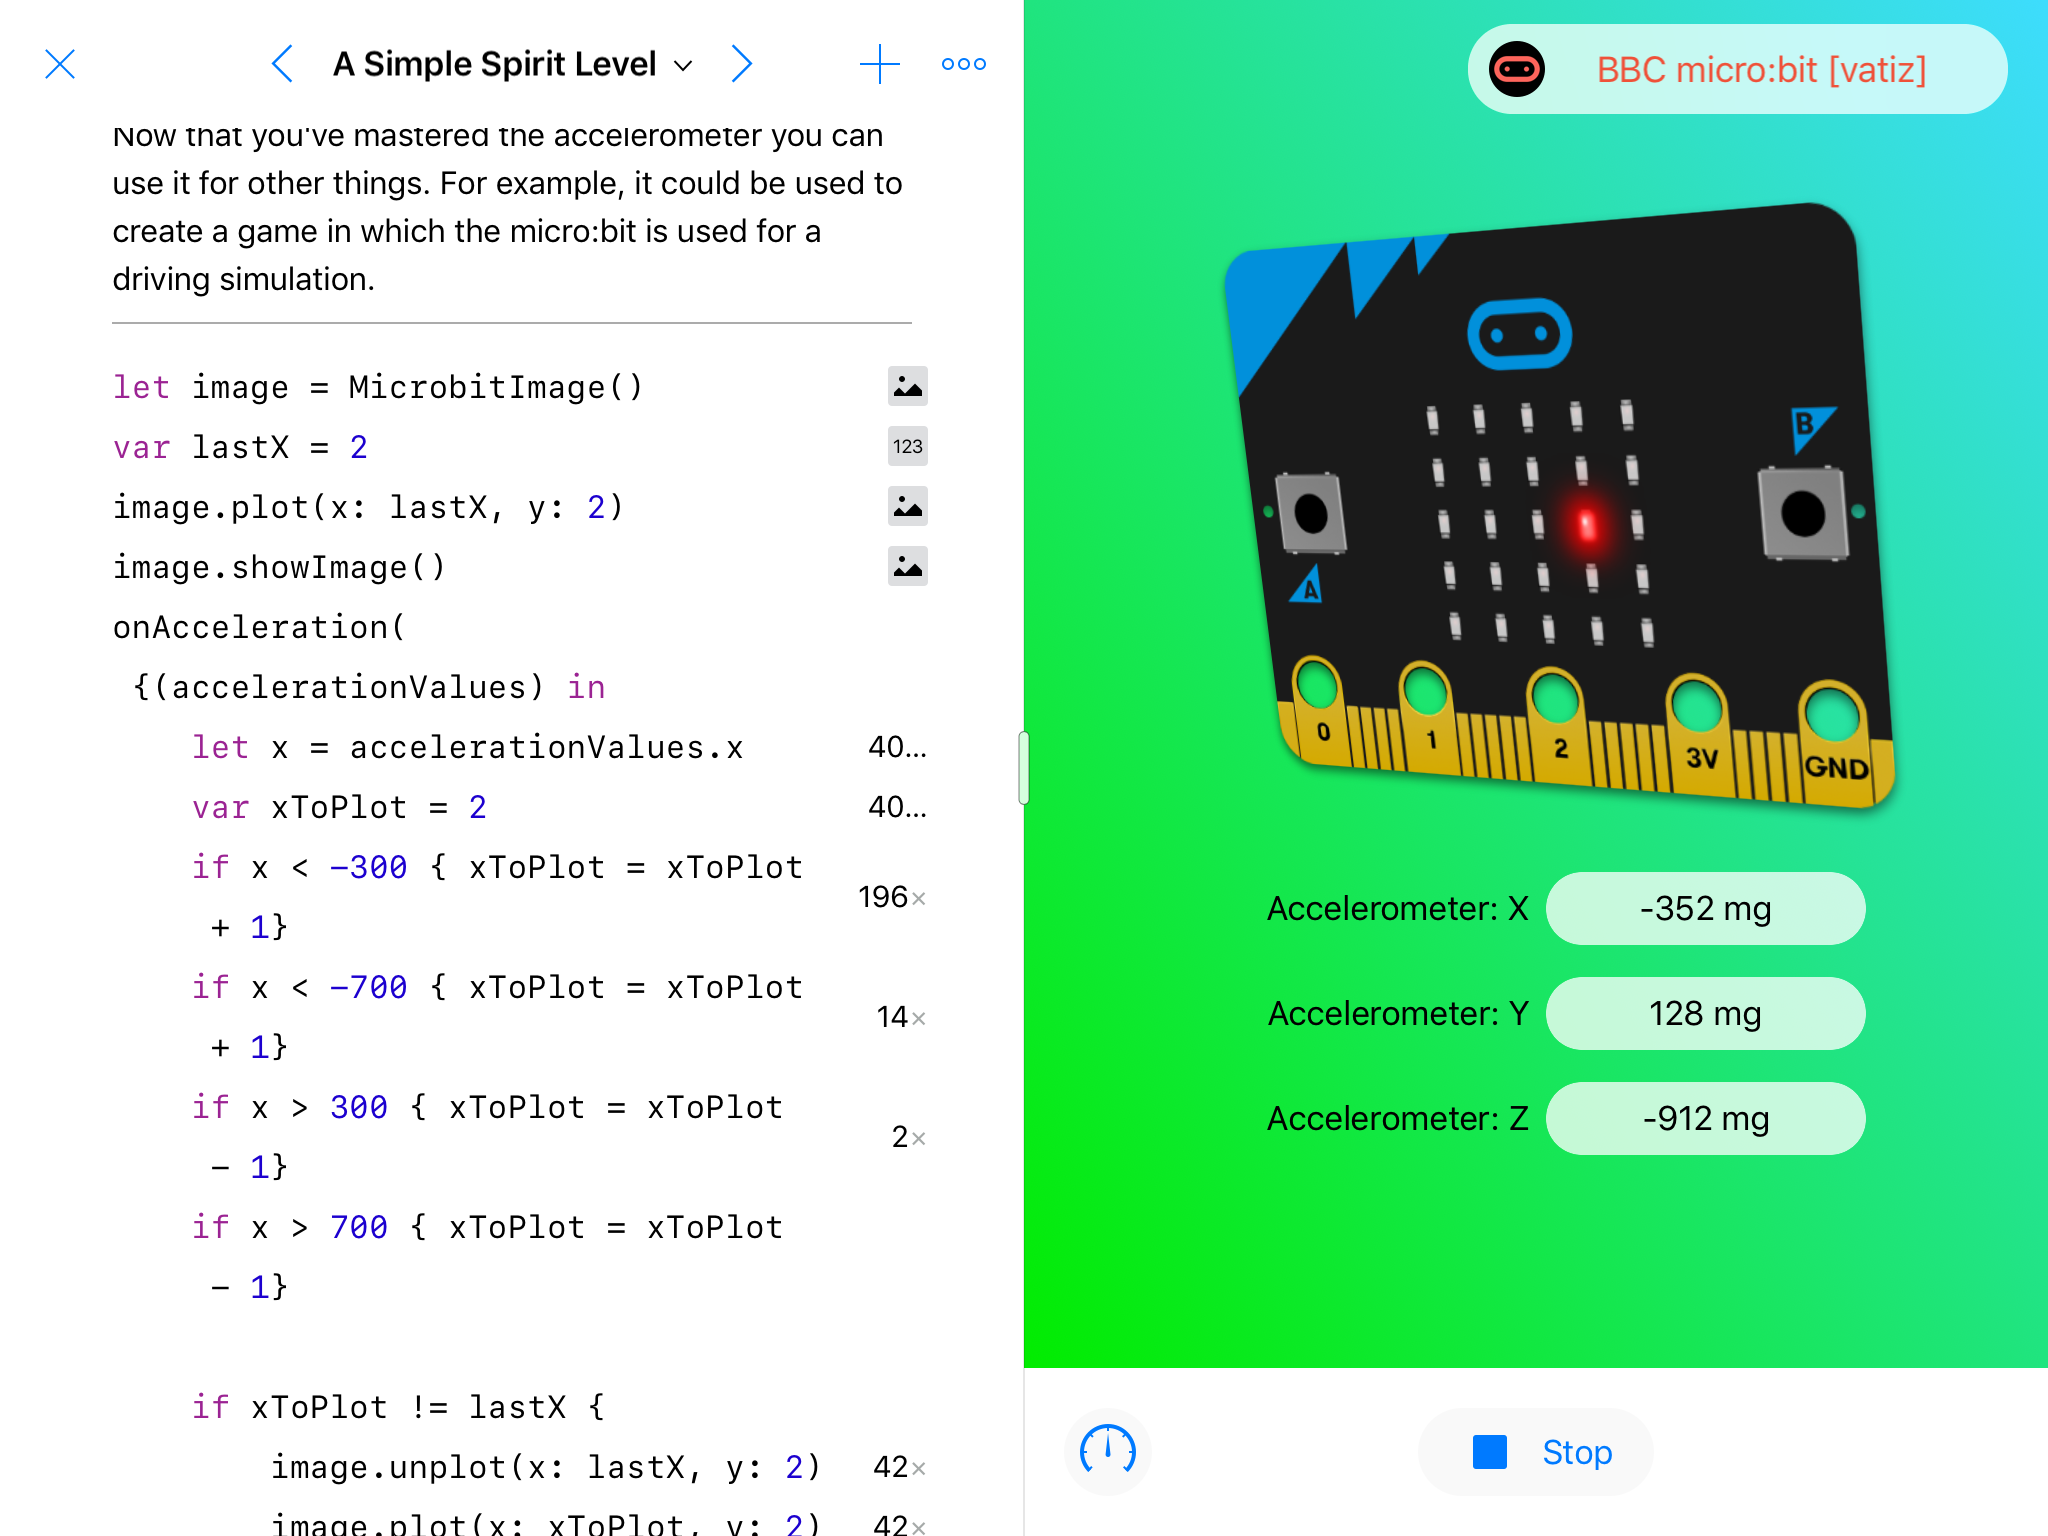 A Simple Spirit Level
Now that you've mastered the accelerometer you can
use it for other things. For example, it could be used to
create a game in which the micro:bit is used for a
driving simulation.
let image = MicrobitImage()
var lastX = 2
123
image.plot(x: lastX, y: 2)
image.showImage()
onAcceleration(
{(accelerationValues) in
let x = accelerationValues.x
40...
var xToPlot = 2
40...
if x < -300 { xToPlot = xToPlot
+ 1}
196×
if x < -700 { xToPlot = xToPlot
+ 1}
14×
if x > 300 { xToPlot = xToPlot
- 1}
2×
if x > 700 { xToPlot = xToPlot
- 1}
if xToPlot != lastX {
image.unplot(x: lastX, y: 2)
42×
image.plot(x: xToPlot, y: 2)
42×
BBC micro:bit [vatiz]
B
A
0
1
2
3V
GND
Accelerometer: X
-352 mg
Accelerometer: Y
128 mg
Accelerometer: Z
-912 mg
Stop